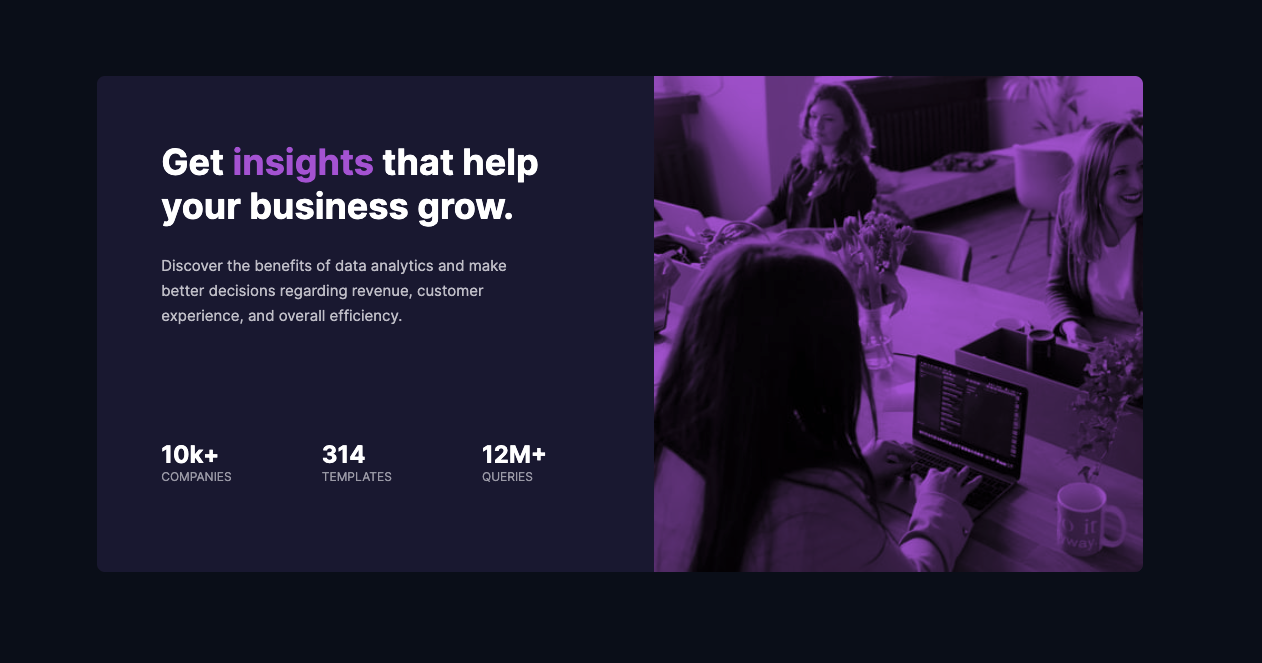 Get insights that help
your business grow.
Discover the benefits of data analytics and make
better decisions regarding revenue, customer
experience, and overall efficiency.
10k+ 314 12M+
COMPANIES TEMPLATES QUERIES